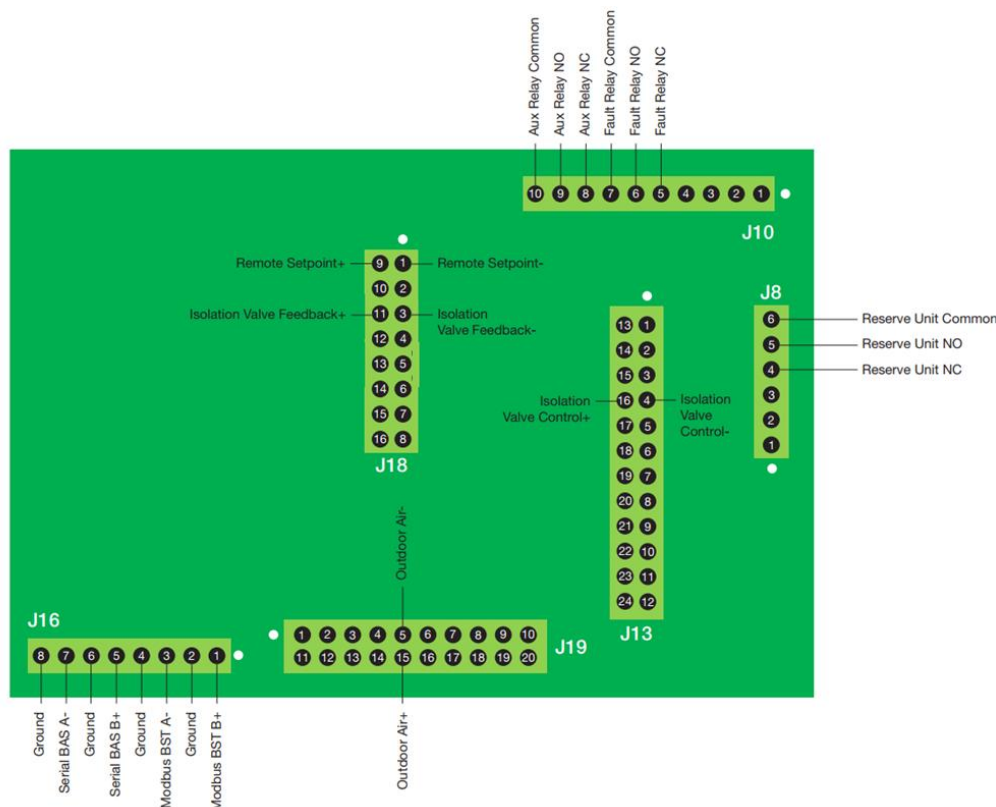 Aux Relay Common
Aux Relay NO
Aux Relay NC
Fault Relay Common
Fault Relay NO
Fault Relay NC
10 9 8 7 6 5 4 3 2 1
J10
Remote Setpoint+
9 1
Remote Setpoint-
10 2
Isolation Valve Feedback+
11 3
Isolation
Valve Feedback-
12 4
13 5
14 6
15 7
16 8
J18
13 1
14 2
15 3
Isolation
Valve Control+
16 4
Isolation
Valve
Control-
17 5
18 6
19 7
20 8
21 9
22 10
23 11
24 12
J13
J8
6 Reserve Unit Common
5 Reserve Unit NO
4 Reserve Unit NC
3
2
1
Outdoor Air-
1 2 3 4 5 6 7 8 9 10
11 12 13 14 15 16 17 18 19 20
J19
Outdoor Air+
J16
8 7 6 5 4 3 2 1
Ground
Serial BAS A-
Ground
Serial BAS B+
Ground
Modbus BST A-
Ground
Modbus BST B+